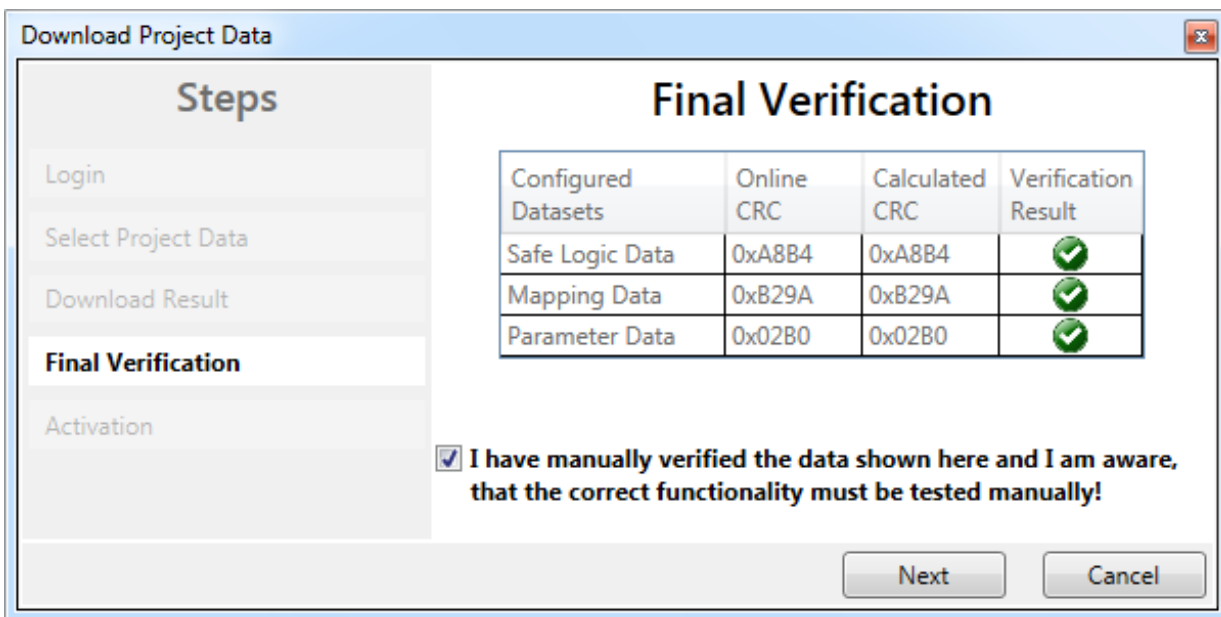 Download Project Data
Steps
Login
Select Project Data
Download Result
Final Verification
Activation
Final Verification
Configured Datasets Online CRC Calculated CRC Verification Result
Safe Logic Data 0xA8B4 0xA8B4
Mapping Data 0xB29A 0xB29A
Parameter Data 0x02B0 0x02B0
I have manually verified the data shown here and I am aware,
that the correct functionality must be tested manually!
Next Cancel